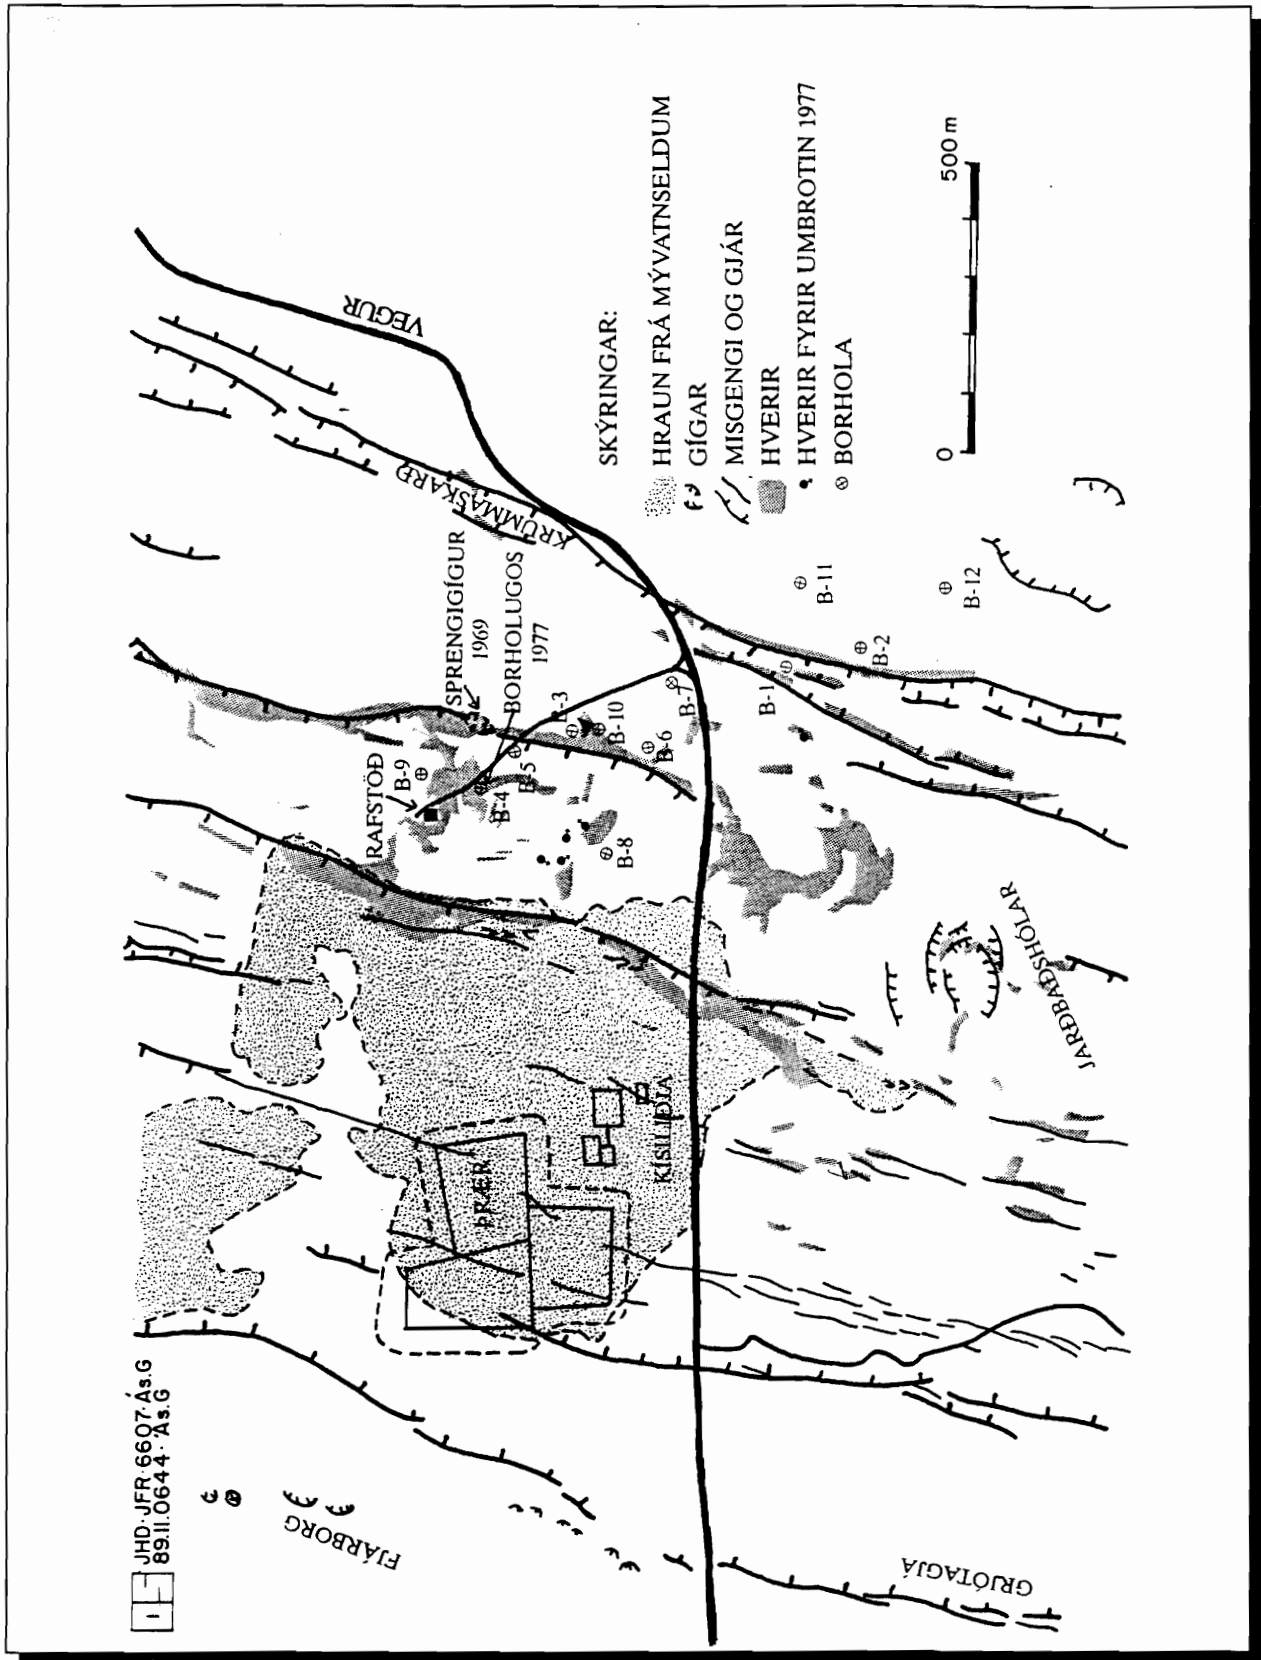 JHD·JFR·6607·Ás.G
89.11.0644·Ás.G
VEGUR
KRUMMASKARÐ
SPRENGIGÍGUR
1969
BORHOLUGOS
1977
RAFSTÖÐ
B-9
B-4
B-5
B-3
B-10
B-6
B-7
B-8
B-1
B-2
B-11
B-12
ÞRÆR
KÍSILIÐJA
JARÐBAÐSHÓLAR
FJÁRBORG
GRJÓTAGJÁ
SKÝRINGAR:
HRAUN FRÁ MÝVATNSELDUM
GÍGAR
MISGENGI OG GJÁR
HVERIR
HVERIR FYRIR UMBROTIN 1977
BORHOLA
0 500 m